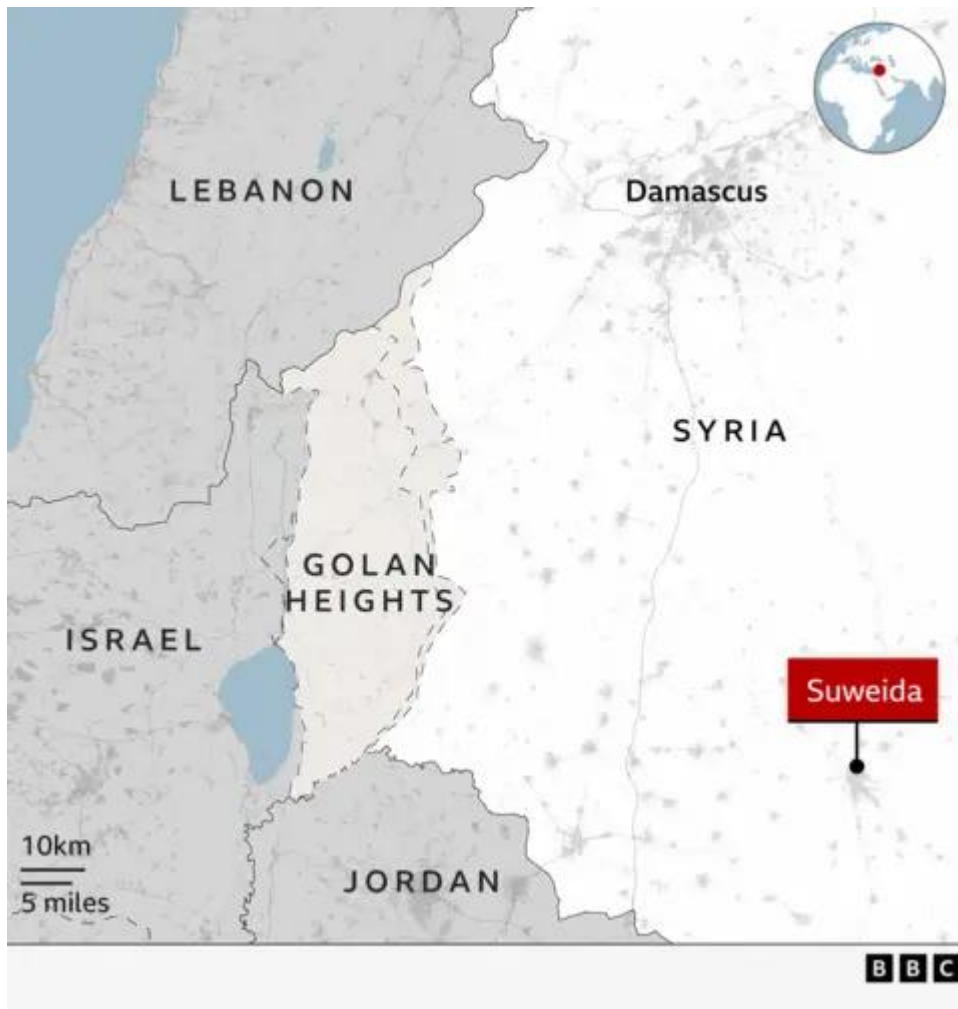 LEBANON
Damascus
SYRIA
GOLAN
HEIGHTS
ISRAEL
Suweida
10km
5 miles
JORDAN
BBC